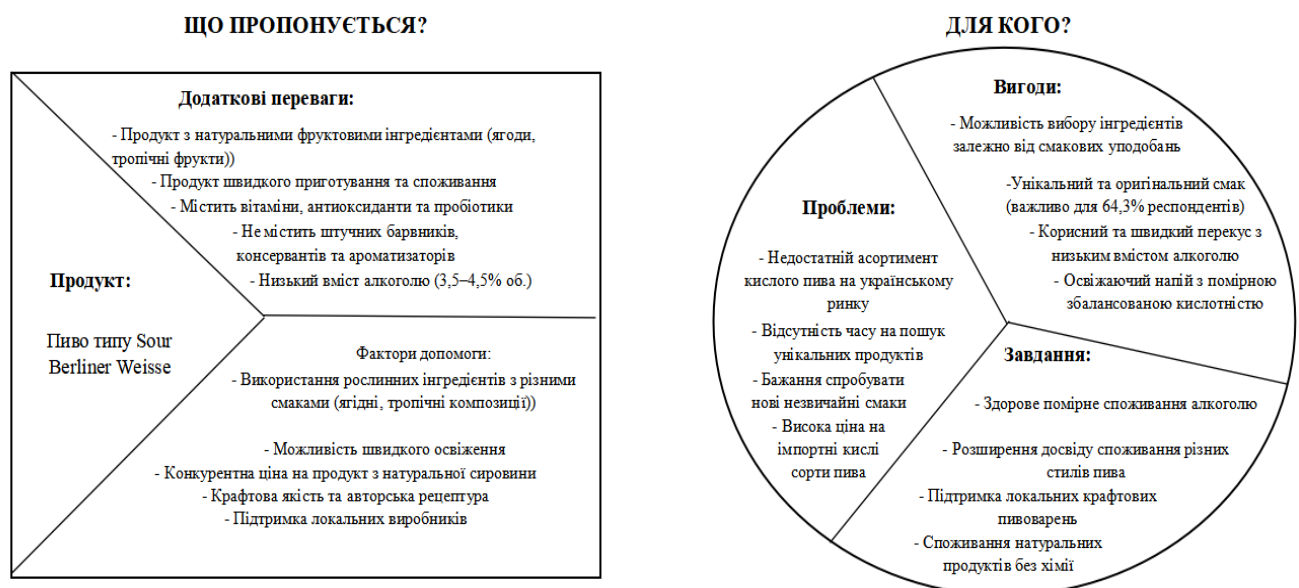 ЩО ПРОПОНУЄТЬСЯ?
Додаткові переваги:
- Продукт з натуральними фруктовими інгредієнтами (ягоди,
тропічні фрукти))
- Продукт швидкого приготування та споживання
- Містить вітаміни, антиоксиданти та пробіотики
- Не містить штучних барвників,
консервантів та ароматизаторів
- Низький вміст алкоголю (3,5–4,5% об.)
Продукт:
Пиво типу Sour
Berliner Weisse
Фактори допомоги:
- Використання рослинних інгредієнтів з різними
смаками (ягідні, тропічні композиції))
- Можливість швидкого освіження
- Конкурентна ціна на продукт з натуральної сировини
- Крафтова якість та авторська рецептура
- Підтримка локальних виробників
ДЛЯ КОГО?
Вигоди:
- Можливість вибору інгредієнтів
залежно від смакових уподобань
-Унікальний та оригінальний смак
(важливо для 64,3% респондентів)
- Корисний та швидкий перекус з
низьким вмістом алкоголю
- Освіжаючий напій з помірною
збалансованою кислотністю
Проблеми:
- Недостатній асортимент
кислого пива на українському
ринку
- Відсутність часу на пошук
унікальних продуктів
- Бажання спробувати
нові незвичайні смаки
- Висока ціна на
імпортні кислі
сорти пива
Завдання:
- Здорове помірне споживання алкоголю
- Розширення досвіду споживання різних
стилів пива
- Підтримка локальних крафтових
пивоварень
- Споживання натуральних
продуктів без хімії